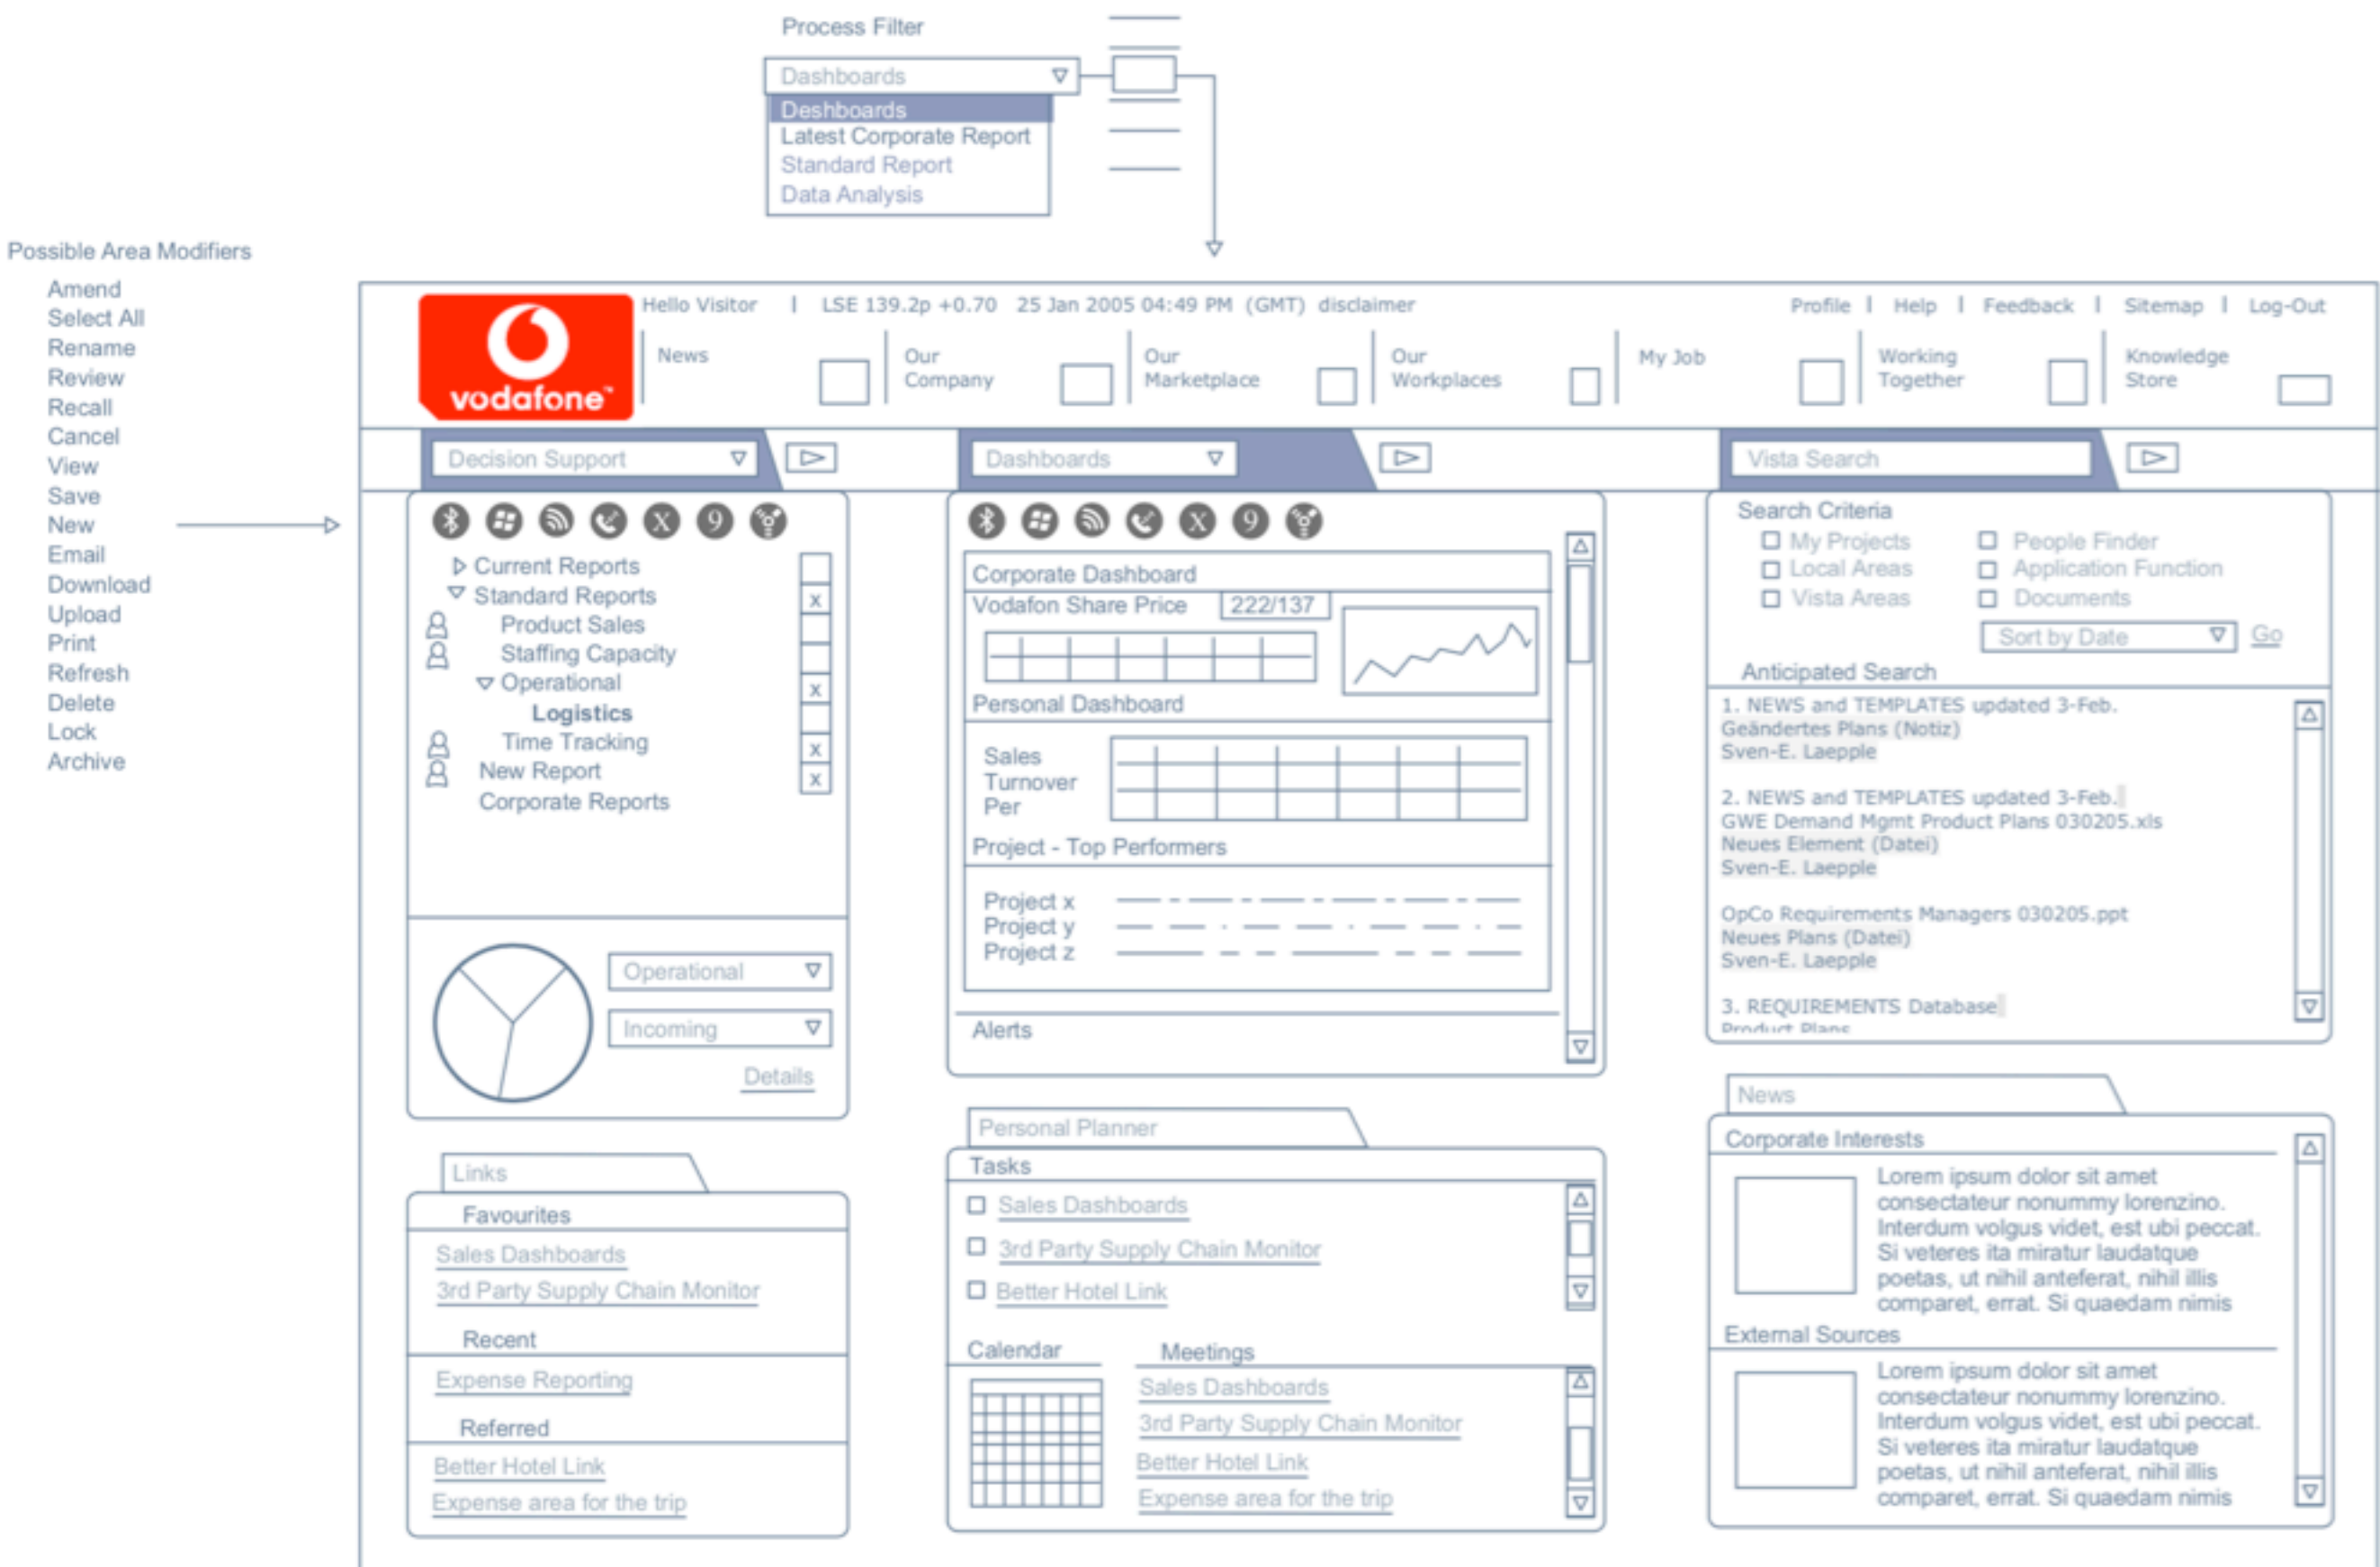 Process Filter
Dashboards
Deshboards
Latest Corporate Report
Standard Report
Data Analysis
Possible Area Modifiers
Amend
Select All
Rename
Review
Recall
Cancel
View
Save
New
Email
Download
Upload
Print
Refresh
Delete
Lock
Archive
vodafone™
Hello Visitor | LSE 139.2p +0.70 25 Jan 2005 04:49 PM (GMT) disclaimer
Profile | Help | Feedback | Sitemap | Log-Out
News
Our
Company
Our
Marketplace
Our
Workplaces
My Job
Working
Together
Knowledge
Store
Decision Support
X 9
Current Reports
Standard Reports x
Product Sales
Staffing Capacity
Operational x
Logistics
Time Tracking x
New Report x
Corporate Reports
Operational
Incoming
Details
Links
Favourites
Sales Dashboards
3rd Party Supply Chain Monitor
Recent
Expense Reporting
Referred
Better Hotel Link
Expense area for the trip
Dashboards
X 9
Corporate Dashboard
Vodafon Share Price 222/137
Personal Dashboard
Sales
Turnover
Per
Project - Top Performers
Project x
Project y
Project z
Alerts
Personal Planner
Tasks
Sales Dashboards
3rd Party Supply Chain Monitor
Better Hotel Link
Calendar
Meetings
Sales Dashboards
3rd Party Supply Chain Monitor
Better Hotel Link
Expense area for the trip
Vista Search
Search Criteria
My Projects People Finder
Local Areas Application Function
Vista Areas Documents
Sort by Date Go
Anticipated Search
1. NEWS and TEMPLATES updated 3-Feb.
Geändertes Plans (Notiz)
Sven-E. Laepple
2. NEWS and TEMPLATES updated 3-Feb.
GWE Demand Mgmt Product Plans 030205.xls
Neues Element (Datei)
Sven-E. Laepple
OpCo Requirements Managers 030205.ppt
Neues Plans (Datei)
Sven-E. Laepple
3. REQUIREMENTS Database
Product Plans
News
Corporate Interests
Lorem ipsum dolor sit amet
consectateur nonummy lorenzino.
Interdum volgus videt, est ubi peccat.
Si veteres ita miratur laudatque
poetas, ut nihil anteferat, nihil illis
comparet, errat. Si quaedam nimis
External Sources
Lorem ipsum dolor sit amet
consectateur nonummy lorenzino.
Interdum volgus videt, est ubi peccat.
Si veteres ita miratur laudatque
poetas, ut nihil anteferat, nihil illis
comparet, errat. Si quaedam nimis